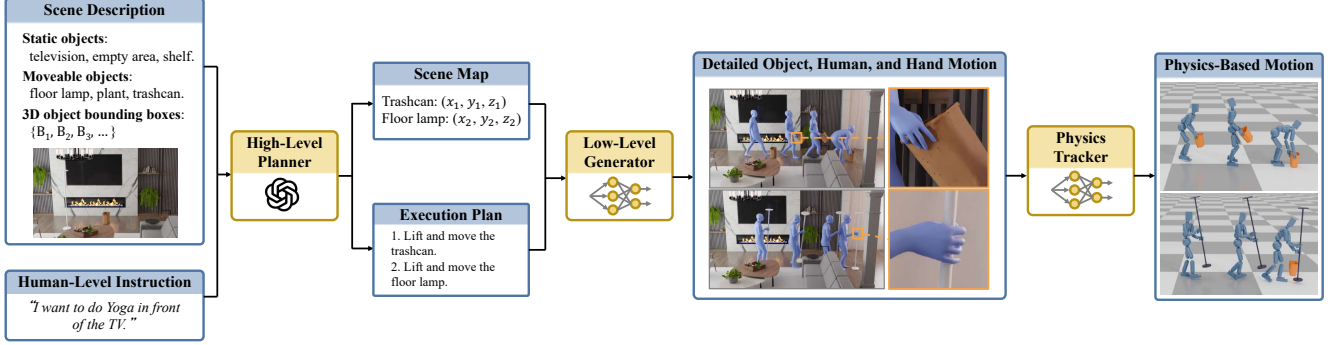 Scene Description
Static objects:
television, empty area, shelf.
Moveable objects:
floor lamp, plant, trashcan.
3D object bounding boxes:
{B₁, B₂, B₃, ...}
Human-Level Instruction
"I want to do Yoga in front
of the TV."
High-Level
Planner
Scene Map
Trashcan: (x₁, y₁, z₁)
Floor lamp: (x₂, y₂, z₂)
Execution Plan
1. Lift and move the
trashcan.
2. Lift and move the
floor lamp.
Low-Level
Generator
Detailed Object, Human, and Hand Motion
Physics
Tracker
Physics-Based Motion